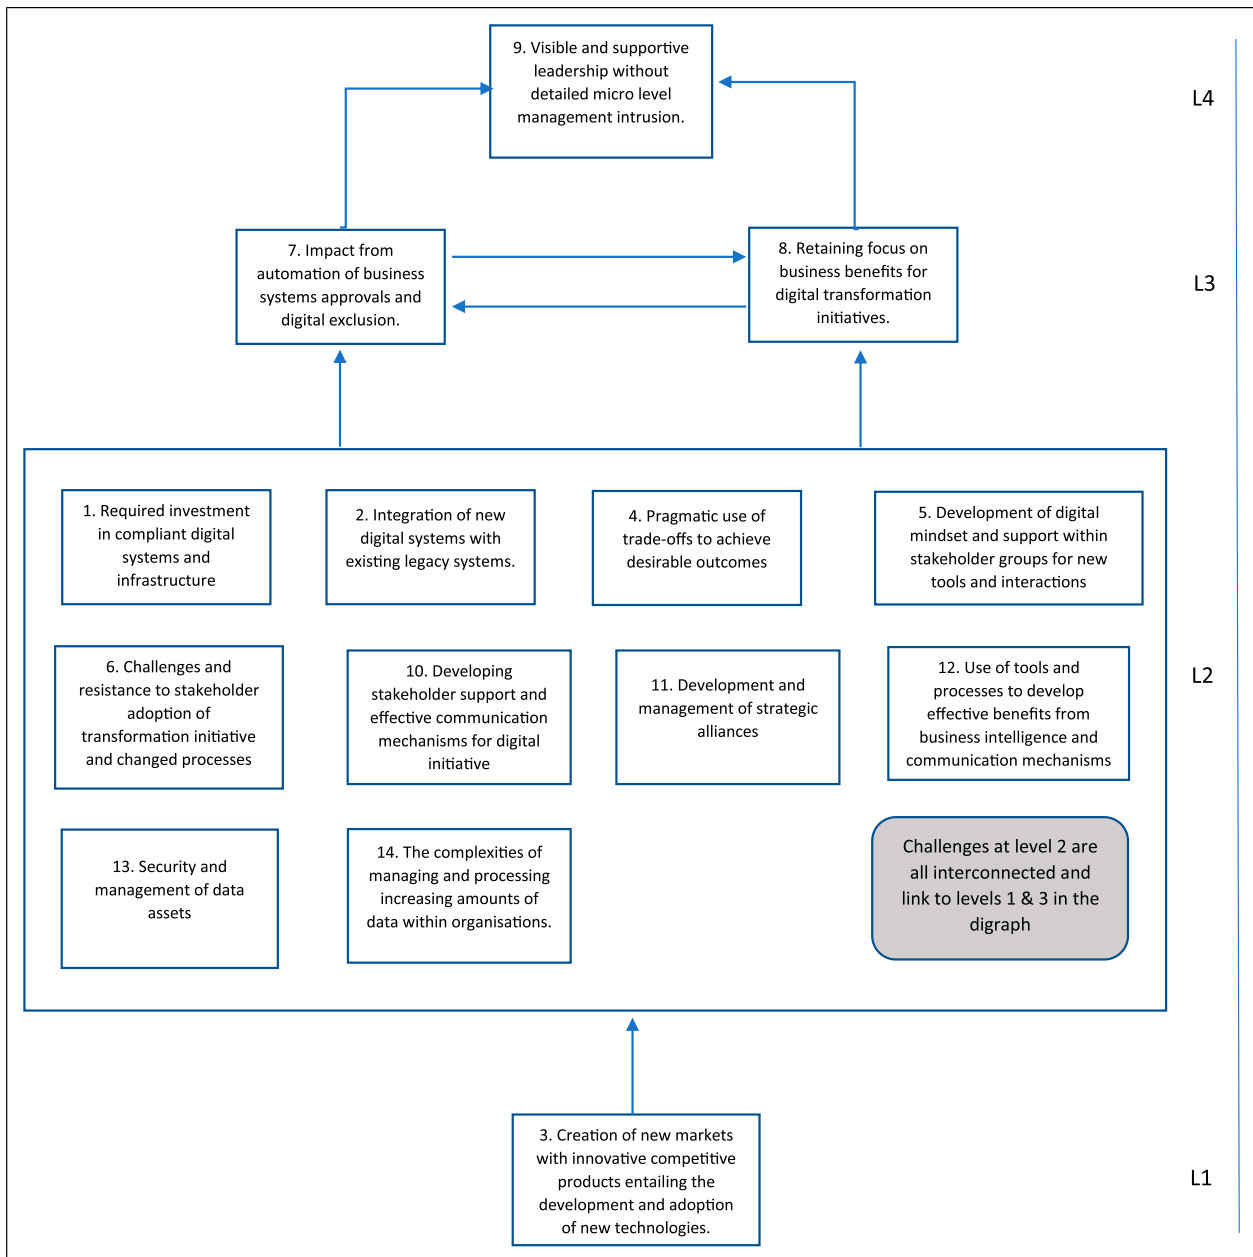 9. Visible and supportive
leadership without
detailed micro level
management intrusion.
L4
7. Impact from
automation of business
systems approvals and
digital exclusion.
8. Retaining focus on
business benefits for
digital transformation
initiatives.
L3
1. Required investment
in compliant digital
systems and
infrastructure
2. Integration of new
digital systems with
existing legacy systems.
4. Pragmatic use of
trade-offs to achieve
desirable outcomes
5. Development of digital
mindset and support within
stakeholder groups for new
tools and interactions
6. Challenges and
resistance to stakeholder
adoption of
transformation initiative
and changed processes
10. Developing
stakeholder support and
effective communication
mechanisms for digital
initiative
11. Development and
management of strategic
alliances
12. Use of tools and
processes to develop
effective benefits from
business intelligence and
communication mechanisms
L2
13. Security and
management of data
assets
14. The complexities of
managing and processing
increasing amounts of
data within organisations.
Challenges at level 2 are
all interconnected and
link to levels 1 & 3 in the
digraph
3. Creation of new markets
with innovative competitive
products entailing the
development and adoption
of new technologies.
L1